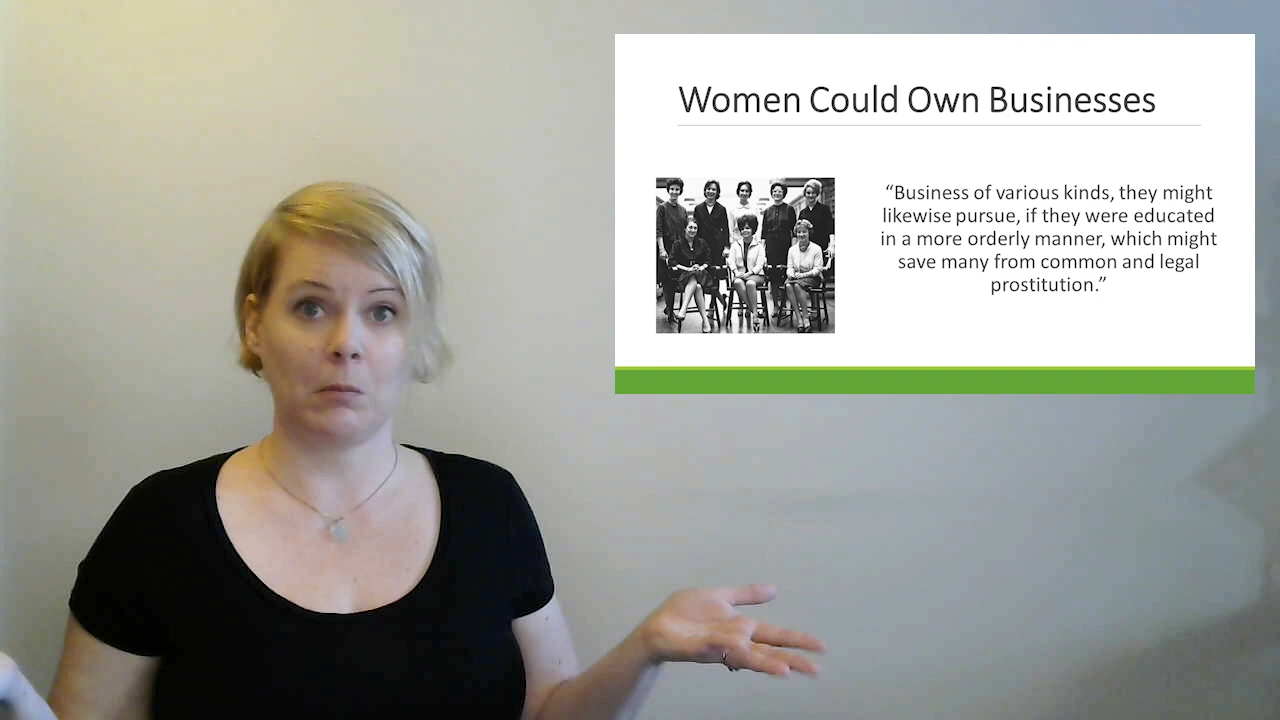 Women Could Own Businesses
“Business of various kinds, they might
likewise pursue, if they were educated
in a more orderly manner, which might
save many from common and legal
prostitution.”